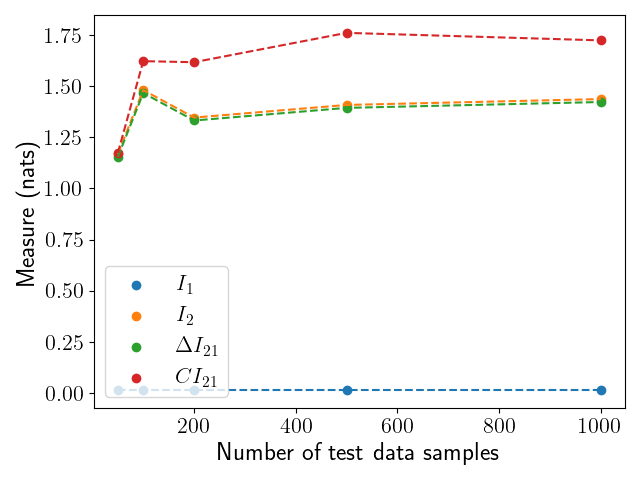 Measure (nats)
1.75
1.50
1.25
1.00
0.75
0.50
0.25
0.00
I₁
I₂
ΔI₂₁
CI₂₁
200 400 600 800 1000
Number of test data samples